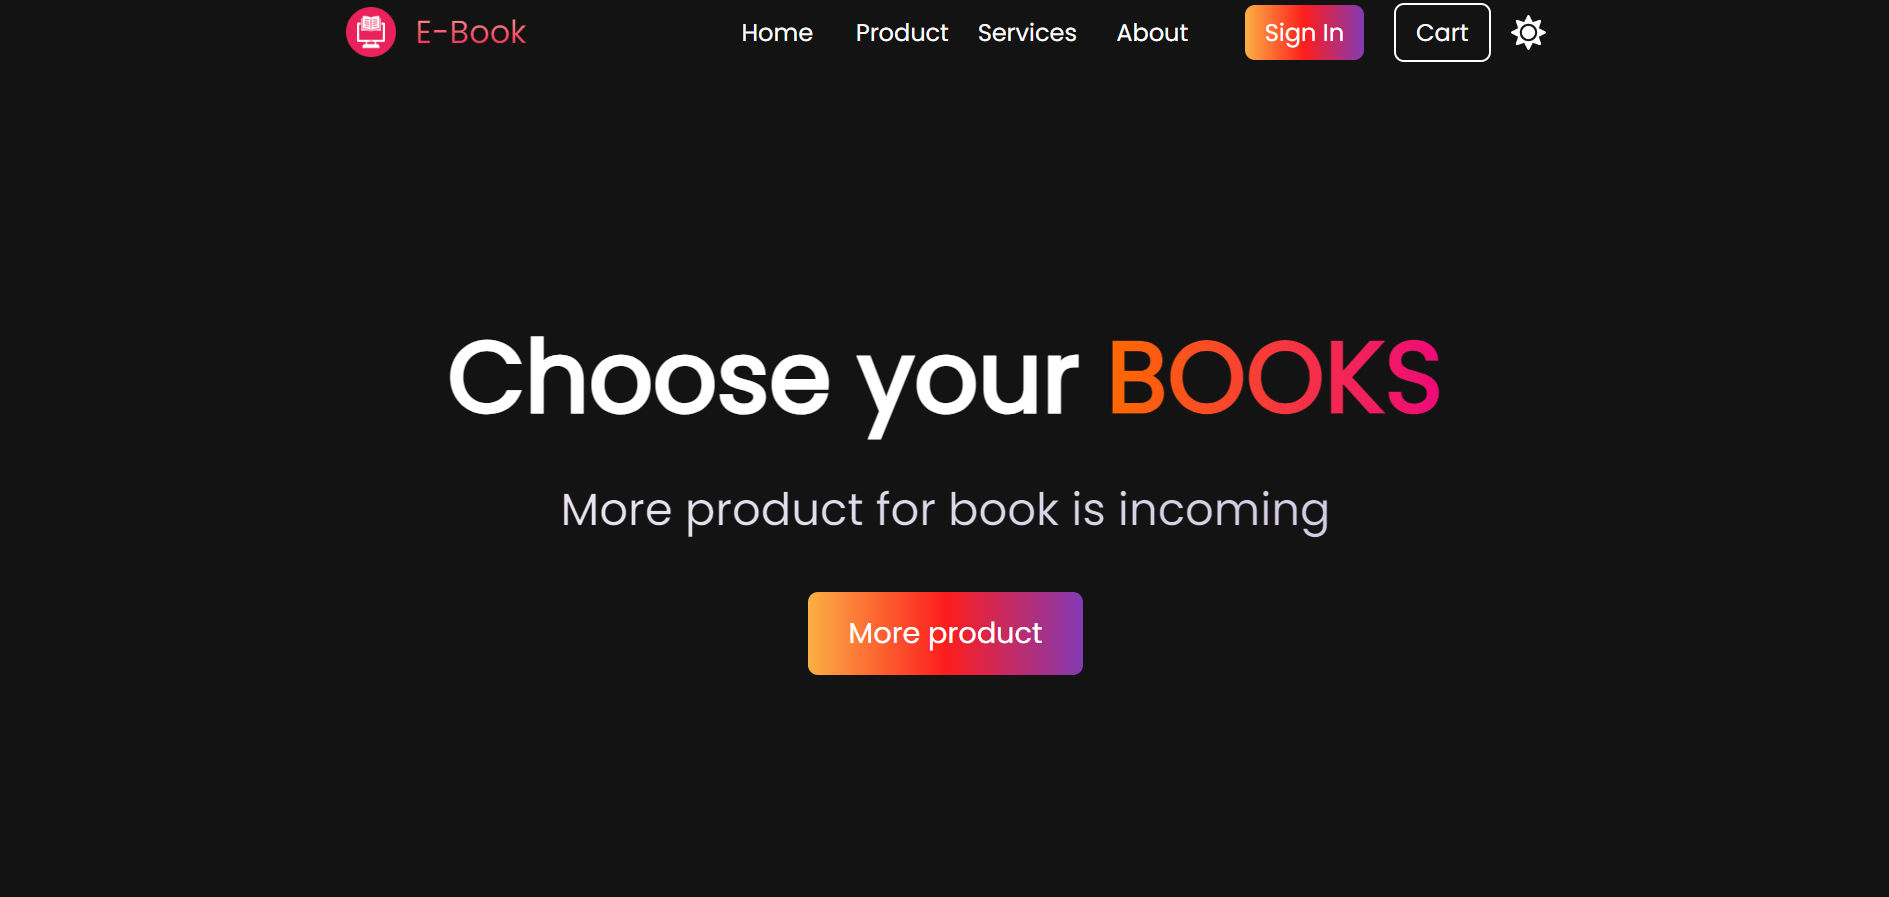 E-Book Home Product Services About Sign In Cart
Choose your BOOKS
More product for book is incoming
More product